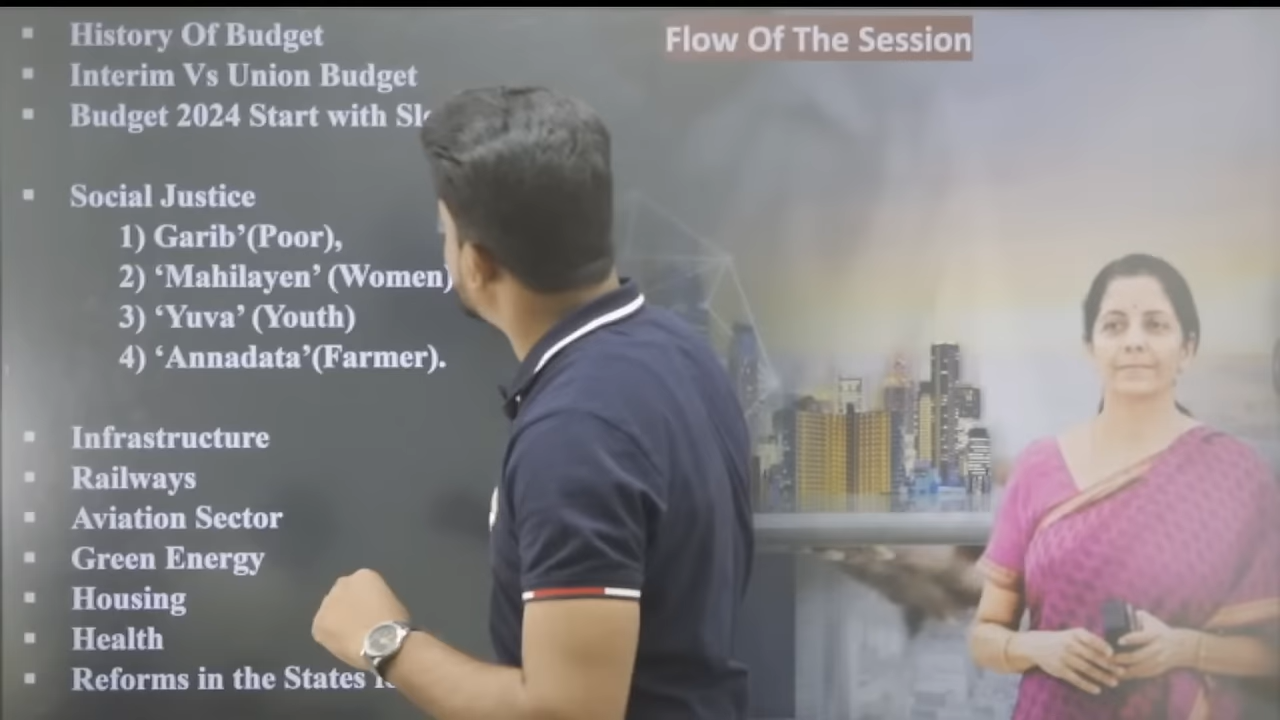 Flow Of The Session
▪ History Of Budget
▪ Interim Vs Union Budget
▪ Budget 2024 Start with
▪ Social Justice
1) Garib’(Poor),
2) ‘Mahilayen’ (Women)
3) ‘Yuva’ (Youth)
4) ‘Annadata’(Farmer).
▪ Infrastructure
▪ Railways
▪ Aviation Sector
▪ Green Energy
▪ Housing
▪ Health
▪ Reforms in the States